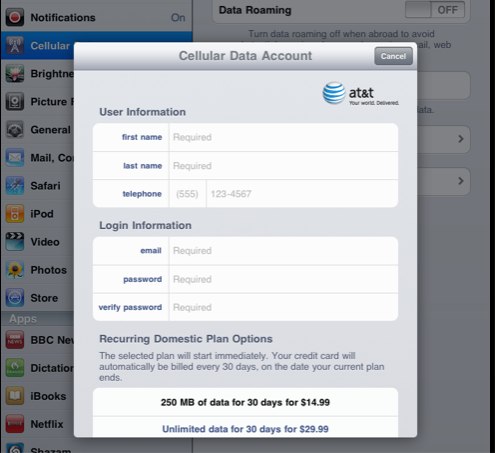 Notifications
On
Data Roaming
OFF
Turn data roaming off when abroad to avoid
Cellular
Cellular Data Account
Cancel
web
at&t
Your world. Delivered.
User Information
first name
Required
last name
Required
telephone
(555)
123-4567
Login Information
email
Required
password
Required
verify password
Required
Recurring Domestic Plan Options
The selected plan will start immediately. Your credit card will
automatically be billed every 30 days, on the date your current plan
ends.
250 MB of data for 30 days for $14.99
Unlimited data for 30 days for $29.99
data.
Brightne
Picture F
General
Mail, Co
Safari
iPod
Video
Photos
Store
Apps
BBC Nev
Dictation
iBooks
Netflix
Shazam